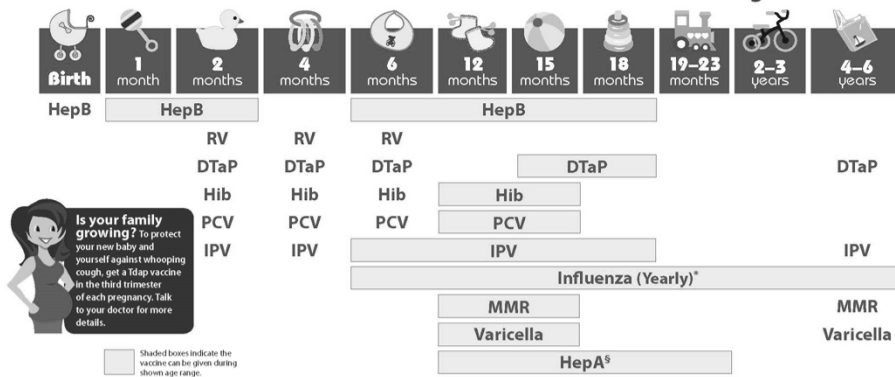 Birth
1
month
2
months
4
months
6
months
12
months
15
months
18
months
19–23
months
2–3
years
4–6
years
HepB HepB HepB
RV RV RV
DTaP DTaP DTaP DTaP DTaP
Hib Hib Hib Hib
PCV PCV PCV PCV
IPV IPV IPV IPV
Influenza (Yearly)*
MMR MMR
Varicella Varicella
HepA§
Is your family
growing? To protect
your new baby and
yourself against whooping
cough, get a Tdap vaccine
in the third trimester
of each pregnancy. Talk
to your doctor for more
details.
Shaded boxes indicate the
vaccine can be given during
shown age range.